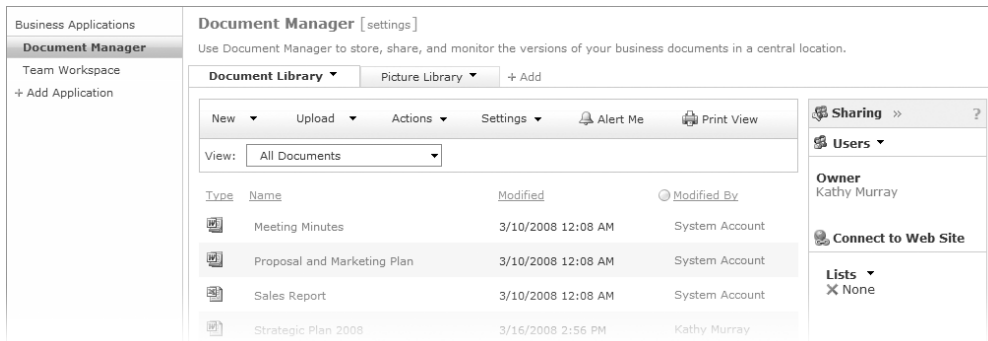 Business Applications
Document Manager
Team Workspace
+ Add Application
Document Manager [settings]
Use Document Manager to store, share, and monitor the versions of your business documents in a central location.
Document Library Picture Library + Add
New Upload Actions Settings Alert Me Print View
View: All Documents
Type Name Modified Modified By
Meeting Minutes 3/10/2008 12:08 AM System Account
Proposal and Marketing Plan 3/10/2008 12:08 AM System Account
Sales Report 3/10/2008 12:08 AM System Account
Strategic Plan 2008 3/16/2008 2:56 PM Kathy Murray
Sharing » ?
Users
Owner
Kathy Murray
Connect to Web Site
Lists
None